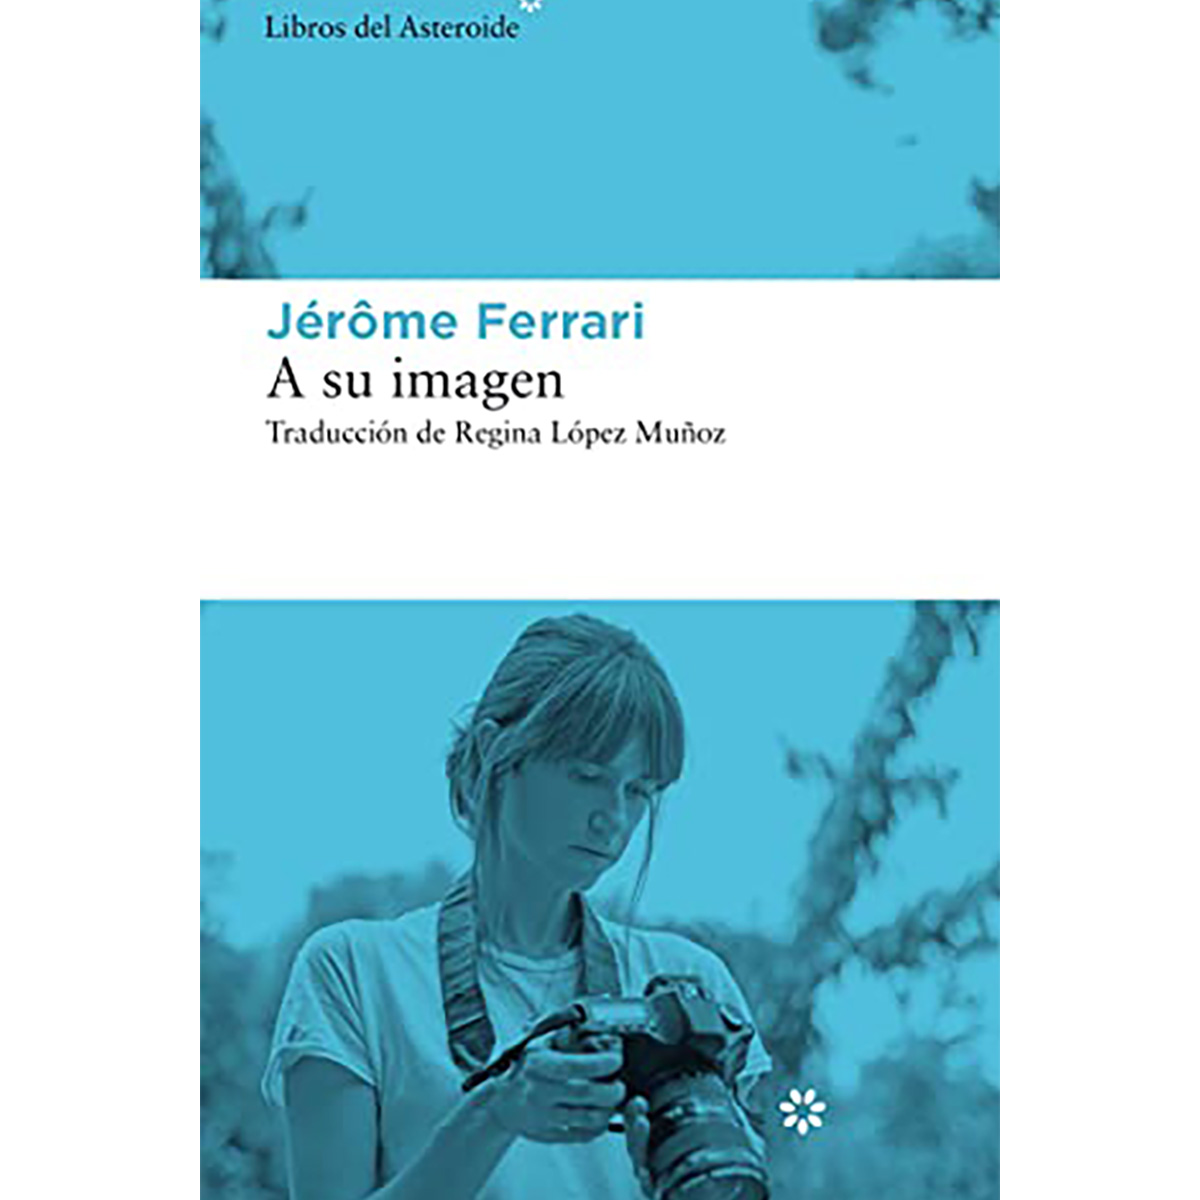 Libros del Asteroide
Jérôme Ferrari
A su imagen
Traducción de Regina López Muñoz